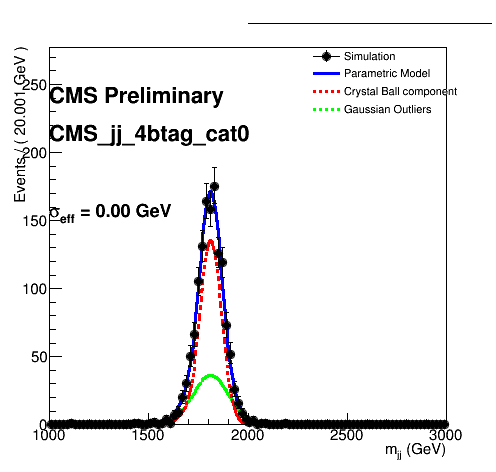 Simulation
Parametric Model
Crystal Ball component
Gaussian Outliers
CMS Preliminary
CMS_jj_4btag_cat0
σeff = 0.00 GeV
Events / ( 20.001 GeV )
250
200
150
100
50
0
1000 1500 2000 2500 3000
mjj (GeV)